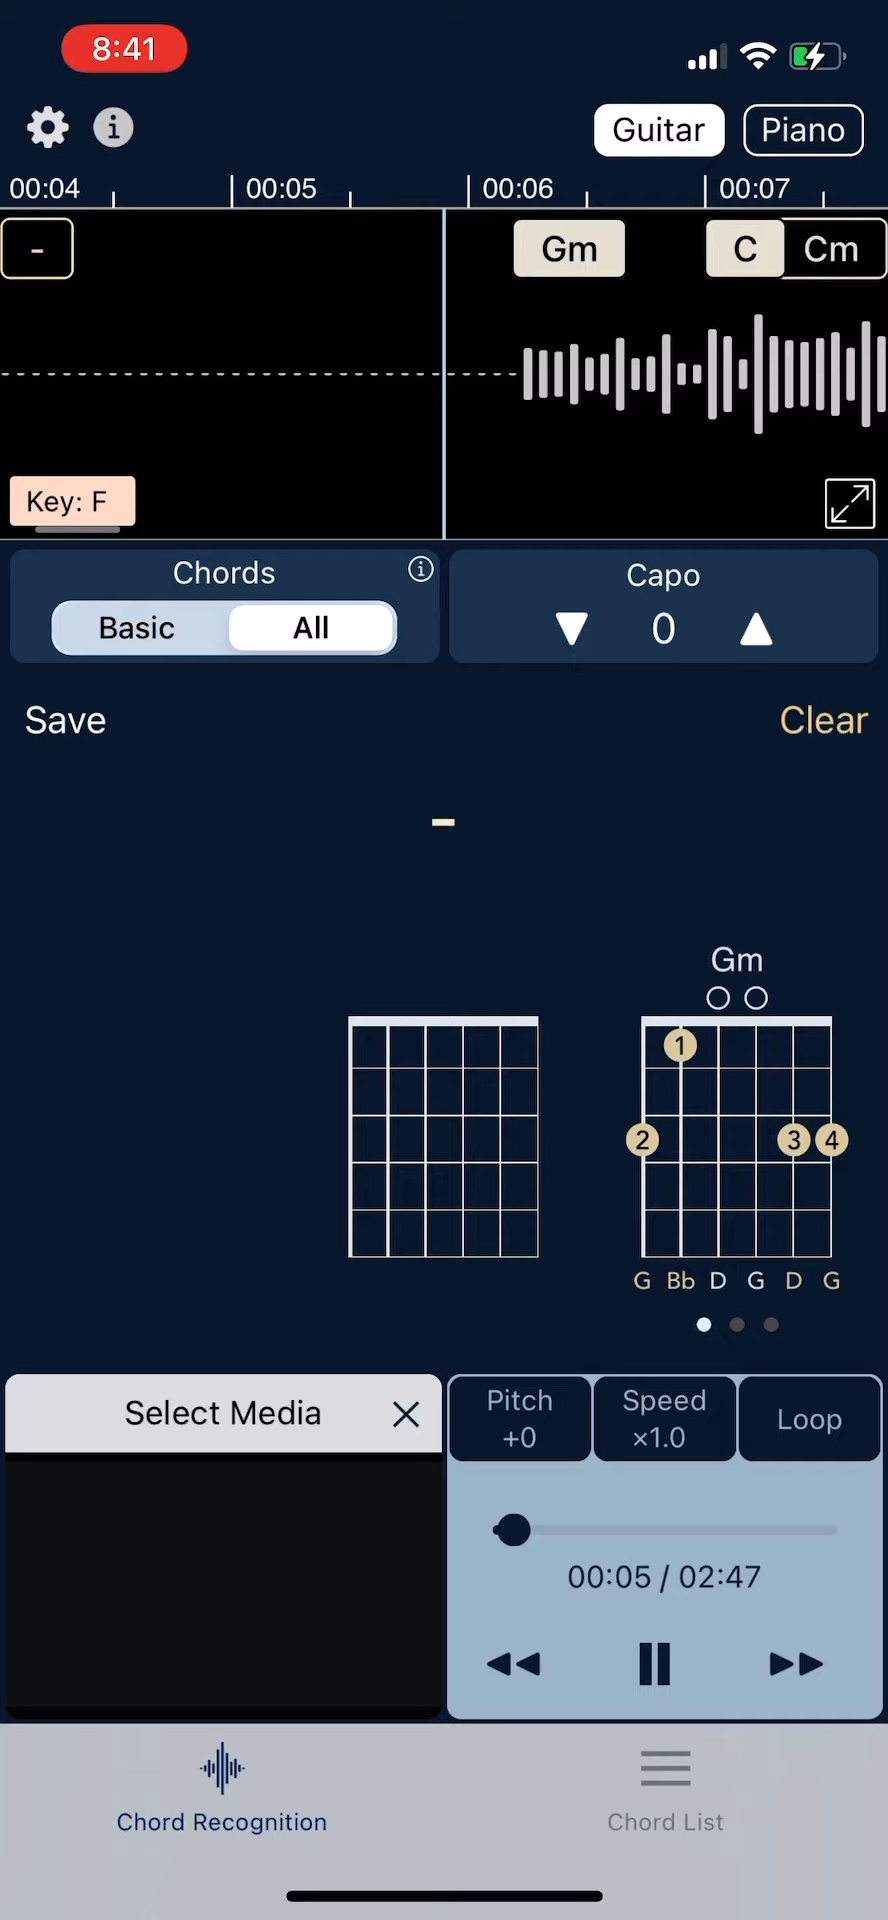 8:41
Guitar
Piano
00:04
00:05
00:06
00:07
-
Gm
C
Cm
Key: F
Chords
Basic
All
Capo
0
Save
Clear
-
Gm
1
2
3
4
G Bb D G D G
Select Media
Pitch
+0
Speed
×1.0
Loop
00:05 / 02:47
Chord Recognition
Chord List